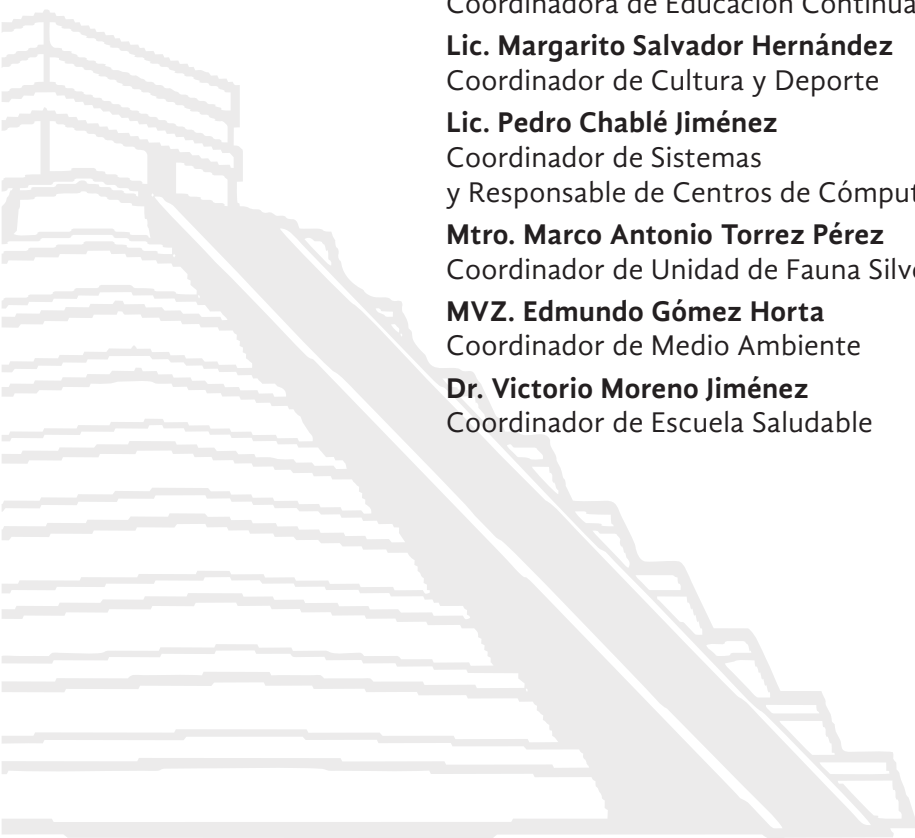 Coordinadora de Educación Continua
Lic. Margarito Salvador Hernández
Coordinador de Cultura y Deporte
Lic. Pedro Chablé Jiménez
Coordinador de Sistemas
y Responsable de Centros de
Mtro. Marco Antonio Torrez Pérez
Coordinador de Unidad de Fauna
MVZ. Edmundo Gómez Horta
Coordinador de Medio Ambiente
Dr. Victorio Moreno Jiménez
Coordinador de Escuela Saludable